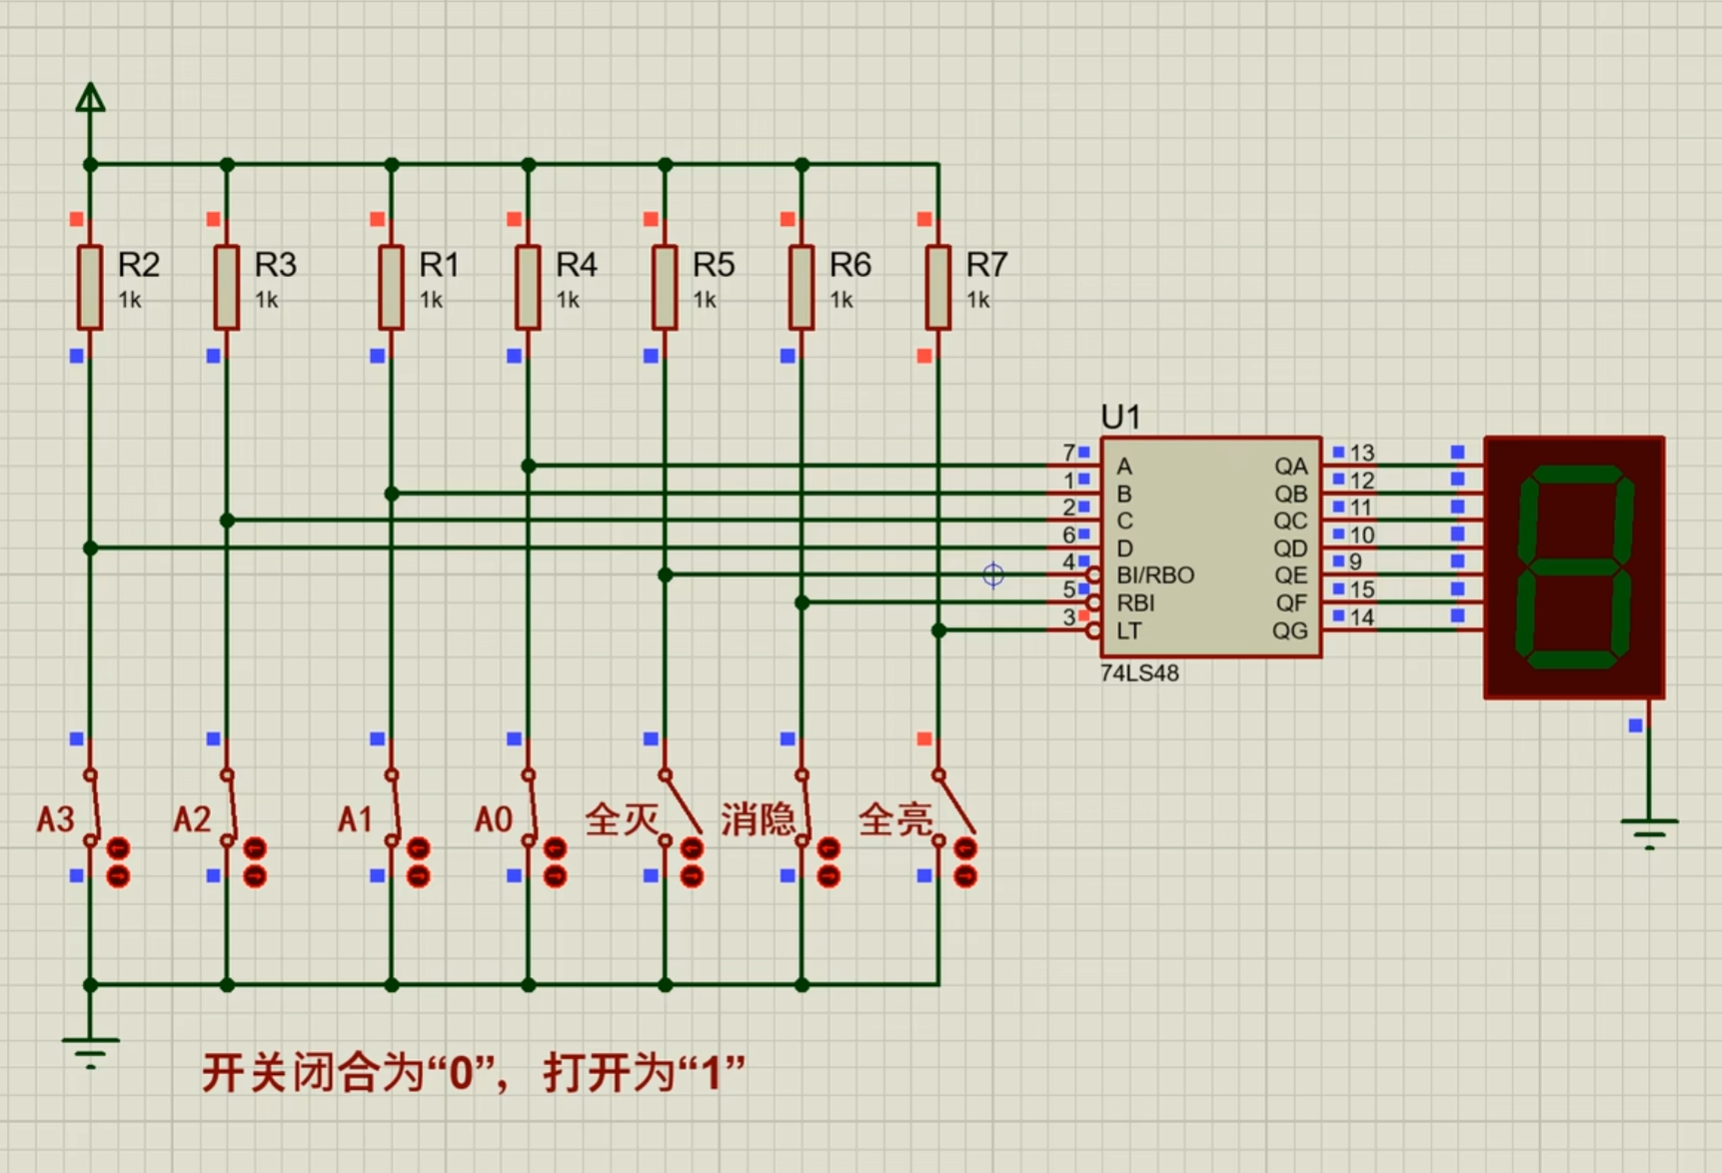 R2 R3 R1 R4 R5 R6 R7
1k 1k 1k 1k 1k 1k 1k
U1
7 A QA 13
1 B QB 12
2 C QC 11
6 D QD 10
4 BI/RBO QE 9
5 RBI QF 15
3 LT QG 14
74LS48
A3 A2 A1 A0 全灭 消隐 全亮
开关闭合为“0”，打开为“1”